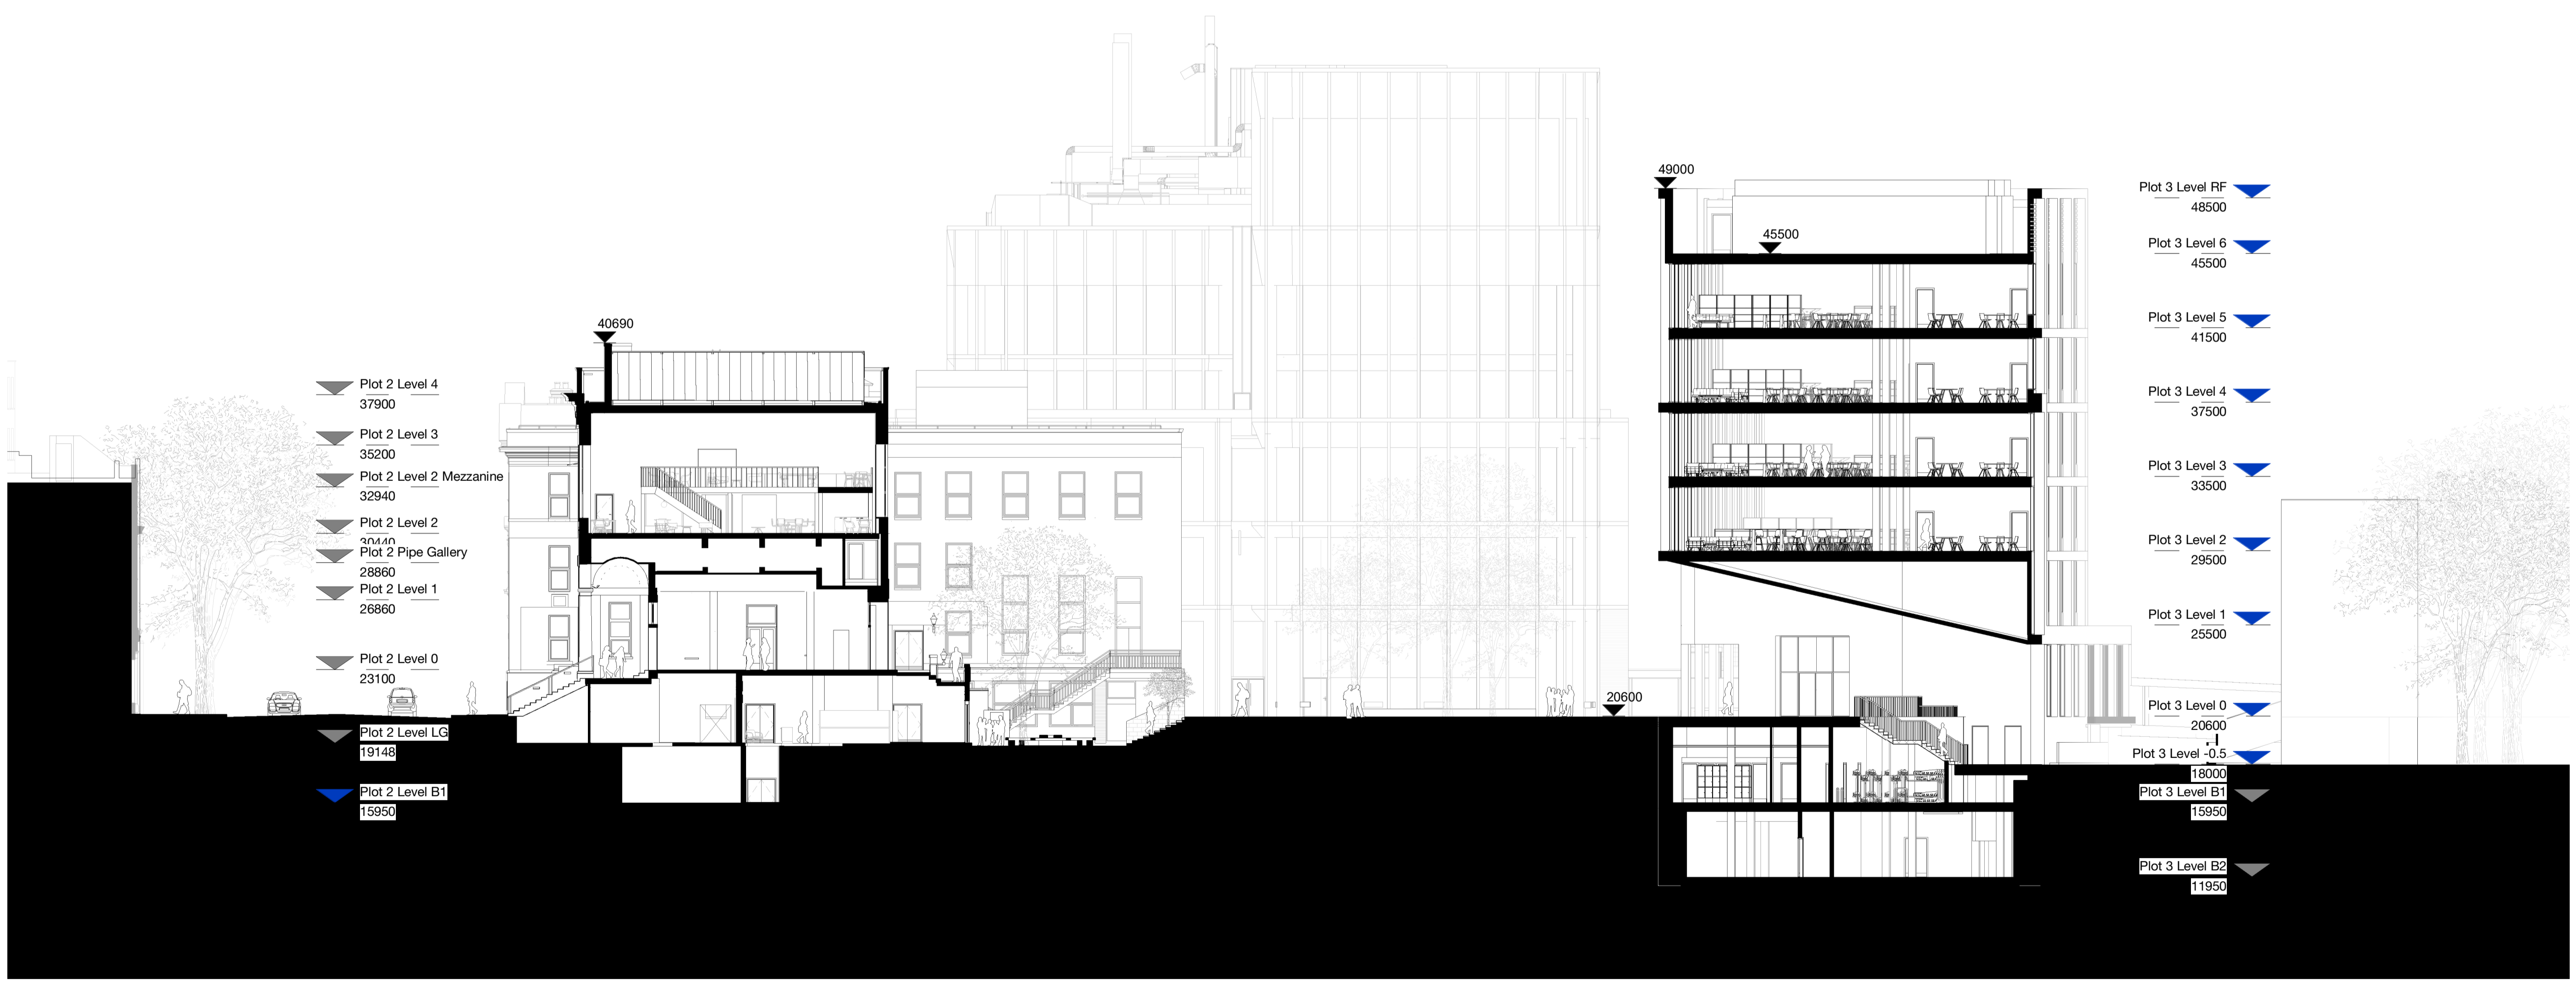 40690
Plot 2 Level 4
37900
Plot 2 Level 3
35200
Plot 2 Level 2 Mezzanine
32940
Plot 2 Level 2
30440
Plot 2 Pipe Gallery
28860
Plot 2 Level 1
26860
Plot 2 Level 0
23100
Plot 2 Level LG
19148
Plot 2 Level B1
15950
20600
49000
45500
Plot 3 Level RF
48500
Plot 3 Level 6
45500
Plot 3 Level 5
41500
Plot 3 Level 4
37500
Plot 3 Level 3
33500
Plot 3 Level 2
29500
Plot 3 Level 1
25500
Plot 3 Level 0
20600
Plot 3 Level -0.5
18000
Plot 3 Level B1
15950
Plot 3 Level B2
11950